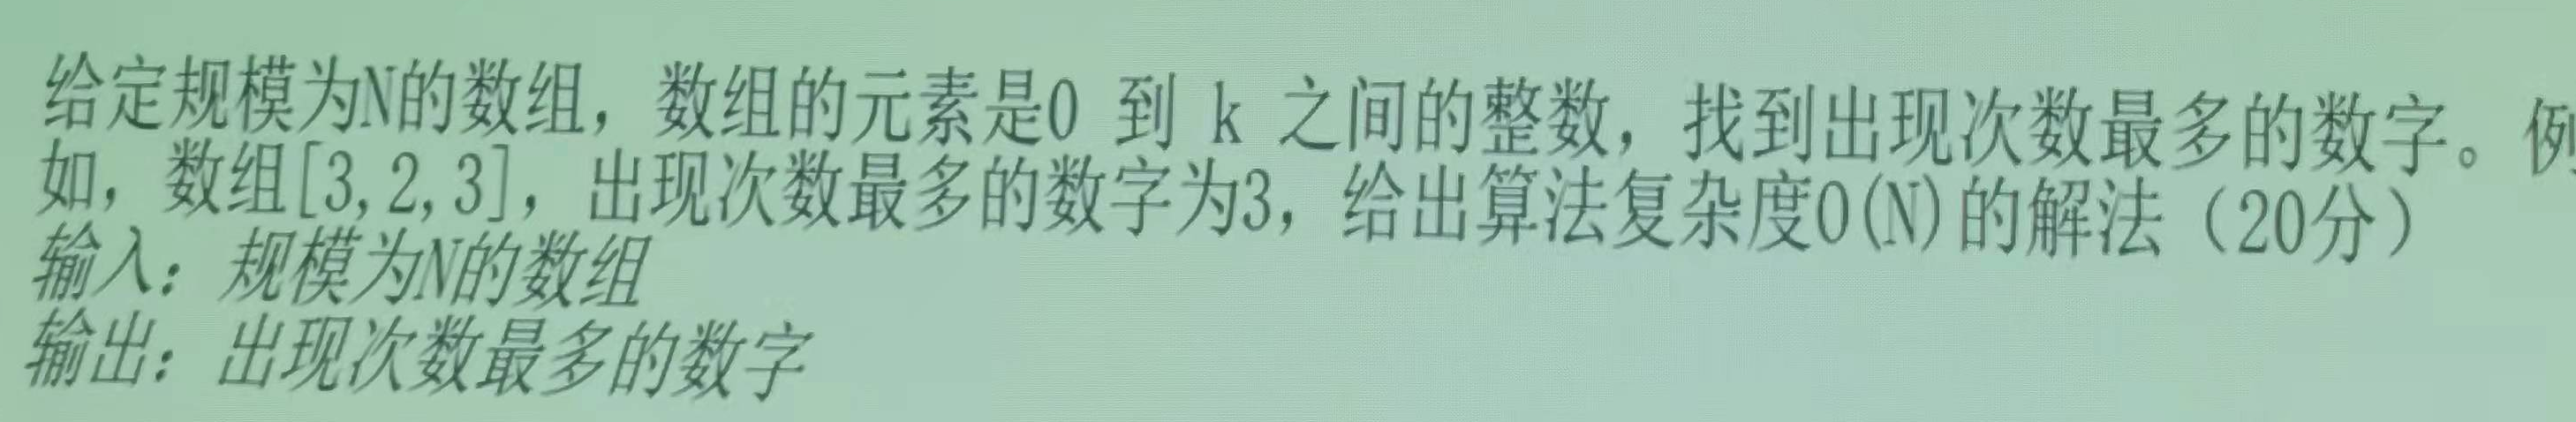 给定规模为N的数组，数组的元素是0 到 k 之间的整数，找到出现次数最多的数字。例
如，数组[3,2,3]，出现次数最多的数字为3，给出算法复杂度O(N)的解法（20分）
输入：规模为N的数组
输出：出现次数最多的数字